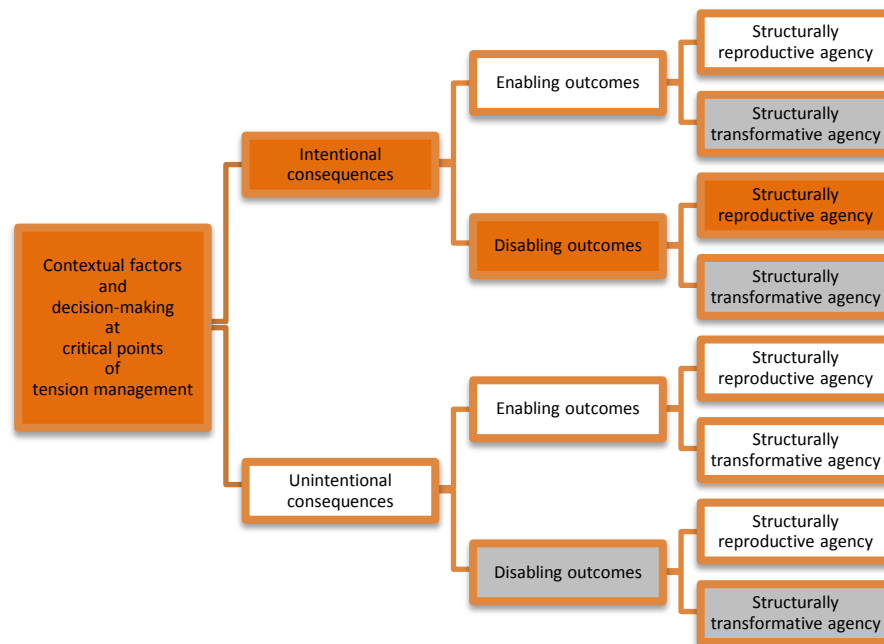 Contextual factors
and
decision-making
at
critical points
of
tension management
Intentional
consequences
Enabling outcomes
Structurally
reproductive agency
Structurally
transformative agency
Disabling outcomes
Structurally
reproductive agency
Structurally
transformative agency
Unintentional
consequences
Enabling outcomes
Structurally
reproductive agency
Structurally
transformative agency
Disabling outcomes
Structurally
reproductive agency
Structurally
transformative agency